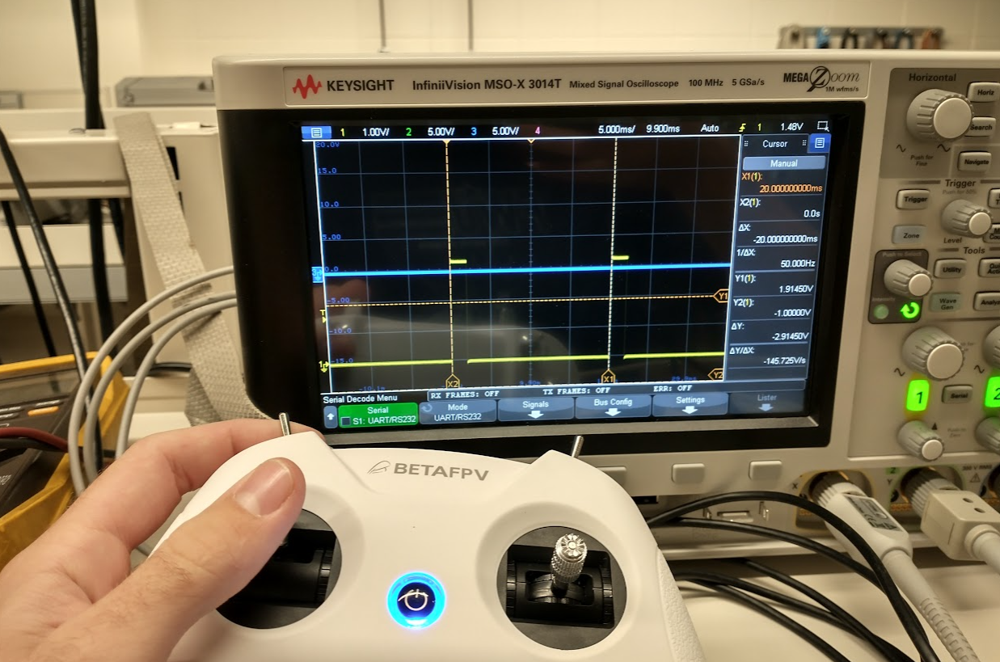 KEYSIGHT InfiniiVision MSO-X 3014T Mixed Signal Oscilloscope 100 MHz 5 GSa/s MEGA Zoom
1M wfms/s
1 1.00V/ 2 5.00V/ 3 5.00V/ 4 5.000ms/ 9.900ms Auto 1 1.48V
20.0V
15.0
10.0
5.00
0.0
-5.00
-10.0
-15.0
Y1
X2
X1
Y2
Cursor
Manual
X1(1):
20.000000000ms
X2(1):
0.0s
ΔX:
-20.000000000ms
1/ΔX:
50.000Hz
Y1(1):
1.91450V
Y2(1):
-1.00000V
ΔY:
-2.91450V
ΔY/ΔX:
-145.725V/s
RX FRAMES: OFF TX FRAMES: OFF ERR: OFF
Serial Decode Menu
Serial
S1: UART/RS232
Mode
UART/RS232
Signals
Bus Config
Settings
Lister
Horizontal
Horiz
Search
Push for
Fine
Navigate
Trigger
Trigger
Zone
Level
Push to Select
Tools
Utility
Intensity
Wave
Gen
1
Serial
2
X
Y
BETAFPV